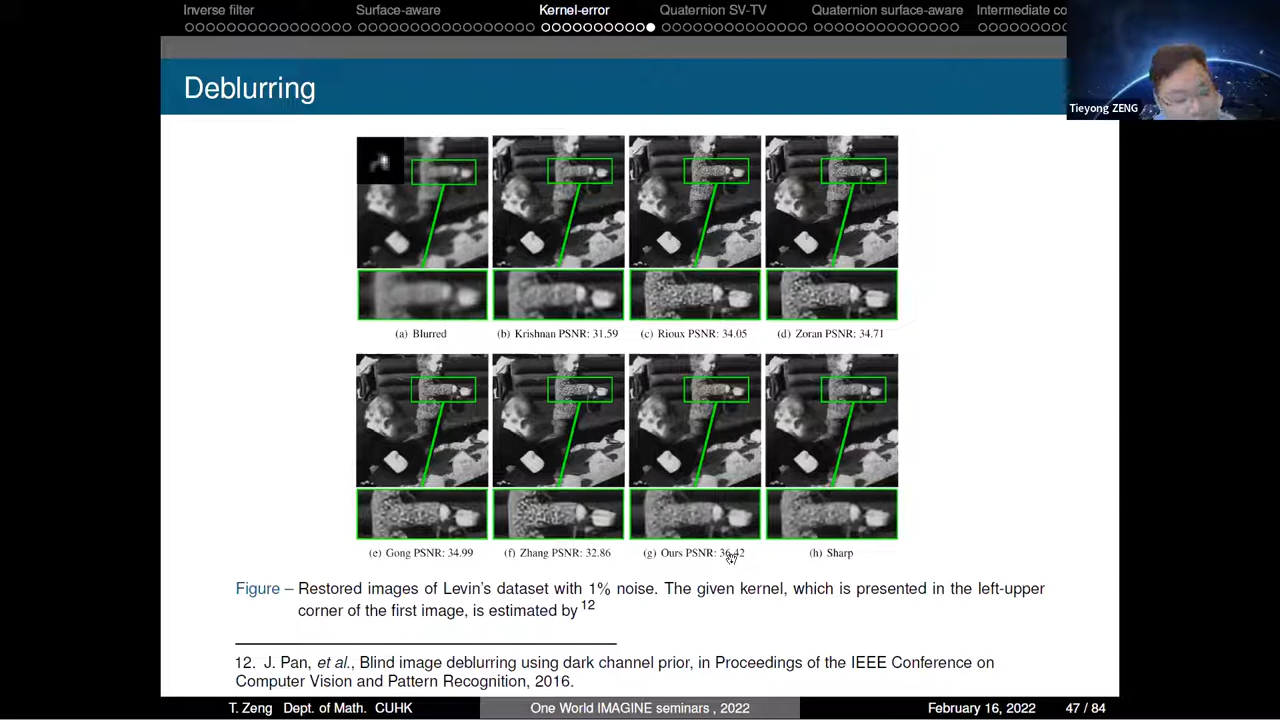 Inverse filter Surface-aware Kernel-error Quaternion SV-TV Quaternion surface-aware Intermediate co
Tieyong ZENG
Deblurring
(a) Blurred (b) Krishnan PSNR: 31.59 (c) Rioux PSNR: 34.05 (d) Zoran PSNR: 34.71
(e) Gong PSNR: 34.99 (f) Zhang PSNR: 32.86 (g) Ours PSNR: 36.42 (h) Sharp
Figure – Restored images of Levin's dataset with 1% noise. The given kernel, which is presented in the left-upper
corner of the first image, is estimated by 12
12. J. Pan, et al., Blind image deblurring using dark channel prior, in Proceedings of the IEEE Conference on
Computer Vision and Pattern Recognition, 2016.
T. Zeng Dept. of Math. CUHK One World IMAGINE seminars , 2022 February 16, 2022 47 / 84